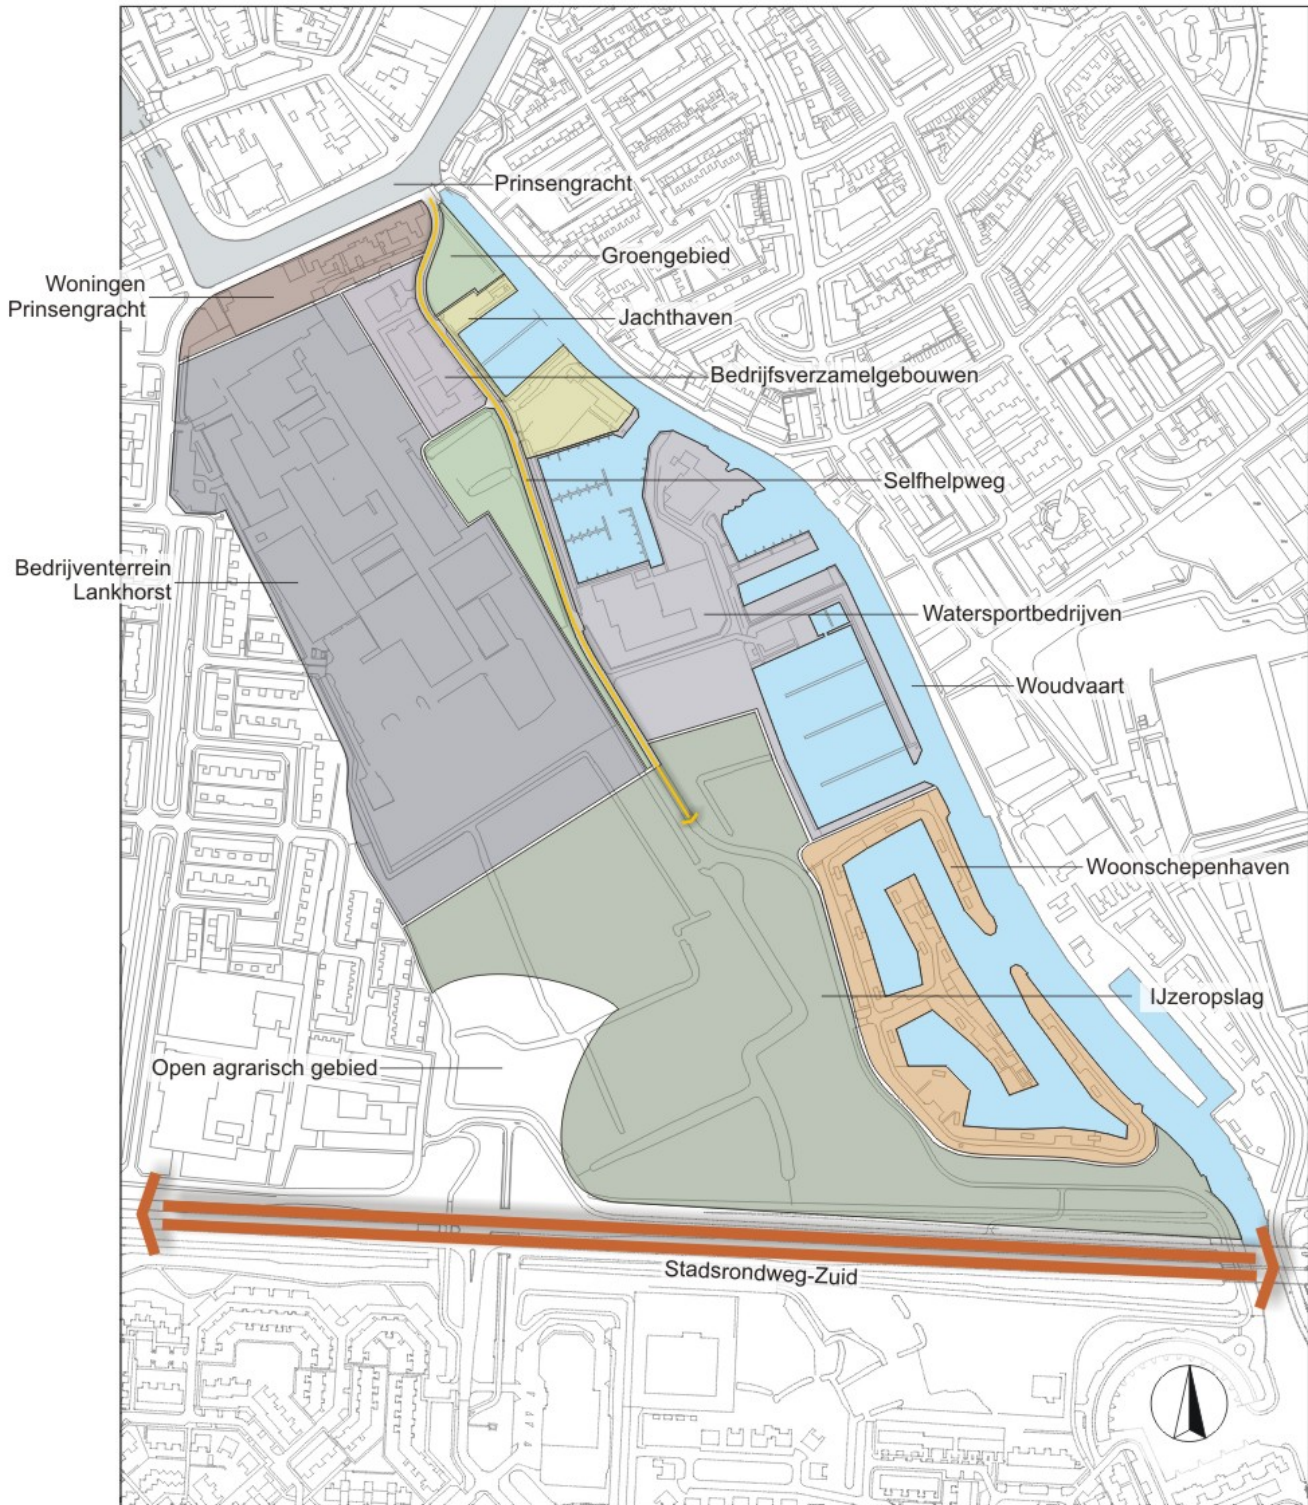 Prinsengracht
Groengebied
Woningen
Prinsengracht
Jachthaven
Bedrijfsverzamelgebouwen
Selfhelpweg
Bedrijventerrein
Lankhorst
Watersportbedrijven
Woudvaart
Woonschepenhaven
IJzeropslag
Open agrarisch gebied
Stadsrondweg-Zuid